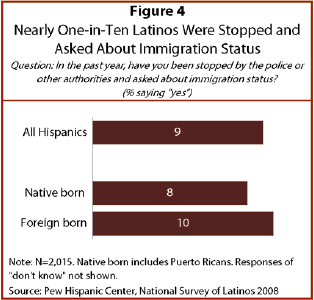 Figure 4
Nearly One-in-Ten Latinos Were Stopped and
Asked About Immigration Status
Question: In the past year, have you been stopped by the police or
other authorities and asked about immigration status?
(% saying "yes")
All Hispanics 9
Native born 8
Foreign born 10
Note: N=2,015. Native born includes Puerto Ricans. Responses of
"don't know" not shown.
Source: Pew Hispanic Center, National Survey of Latinos 2008